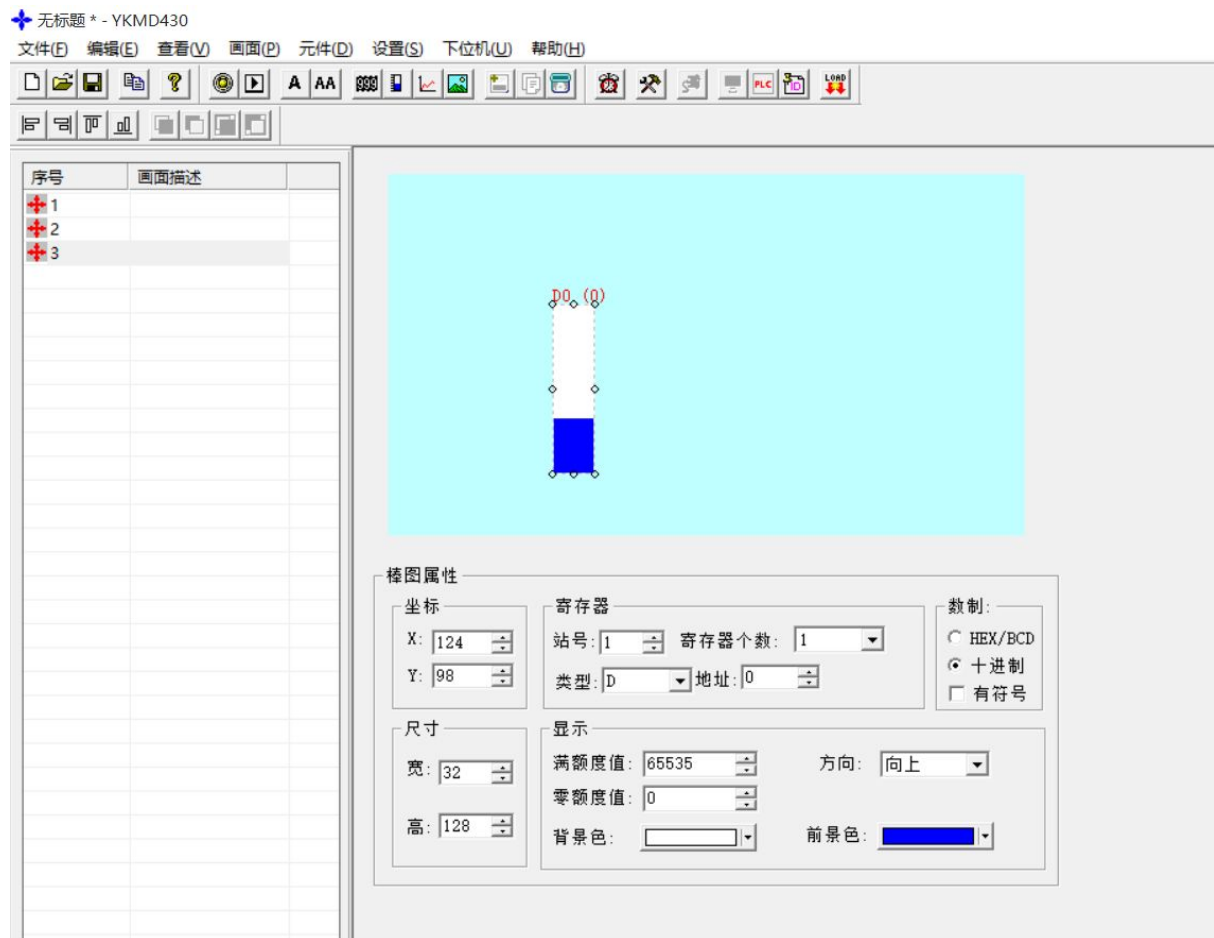 无标题 * - YKMD430
文件(F) 编辑(E) 查看(V) 画面(P) 元件(D) 设置(S) 下位机(U) 帮助(H)
A AA 999 PLC ID LOAD
序号 画面描述
1
2
3
D0 (0)
棒图属性
坐标
X: 124
Y: 98
寄存器
站号: 1 寄存器个数: 1
类型: D 地址: 0
数制:
HEX/BCD
十进制
有符号
尺寸
宽: 32
高: 128
显示
满额度值: 65535 方向: 向上
零额度值: 0
背景色: 前景色: